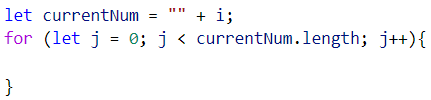 let currentNum = "" + i;
for (let j = 0; j < currentNum.length; j++){
}